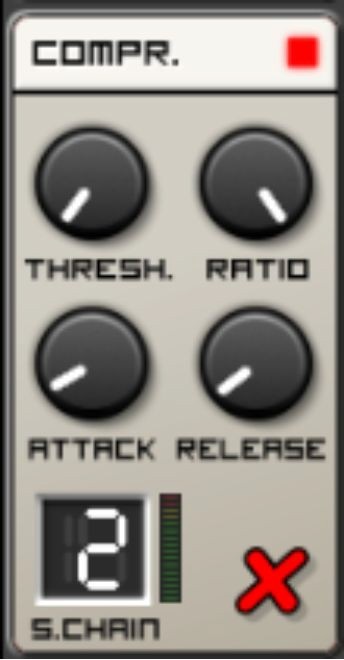 COMPR.
THRESH. RATIO
ATTACK RELEASE
2
S.CHAIN